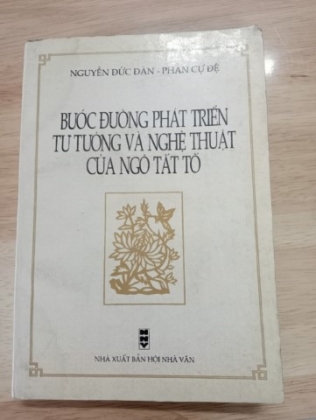 NGUYỄN ĐỨC ĐÀN - PHAN CỰ ĐỆ
BƯỚC ĐƯỜNG PHÁT TRIỂN
TƯ TƯỞNG VÀ NGHỆ THUẬT
CỦA NGÔ TẤT TỐ
HNV
NHÀ XUẤT BẢN HỘI NHÀ VĂN